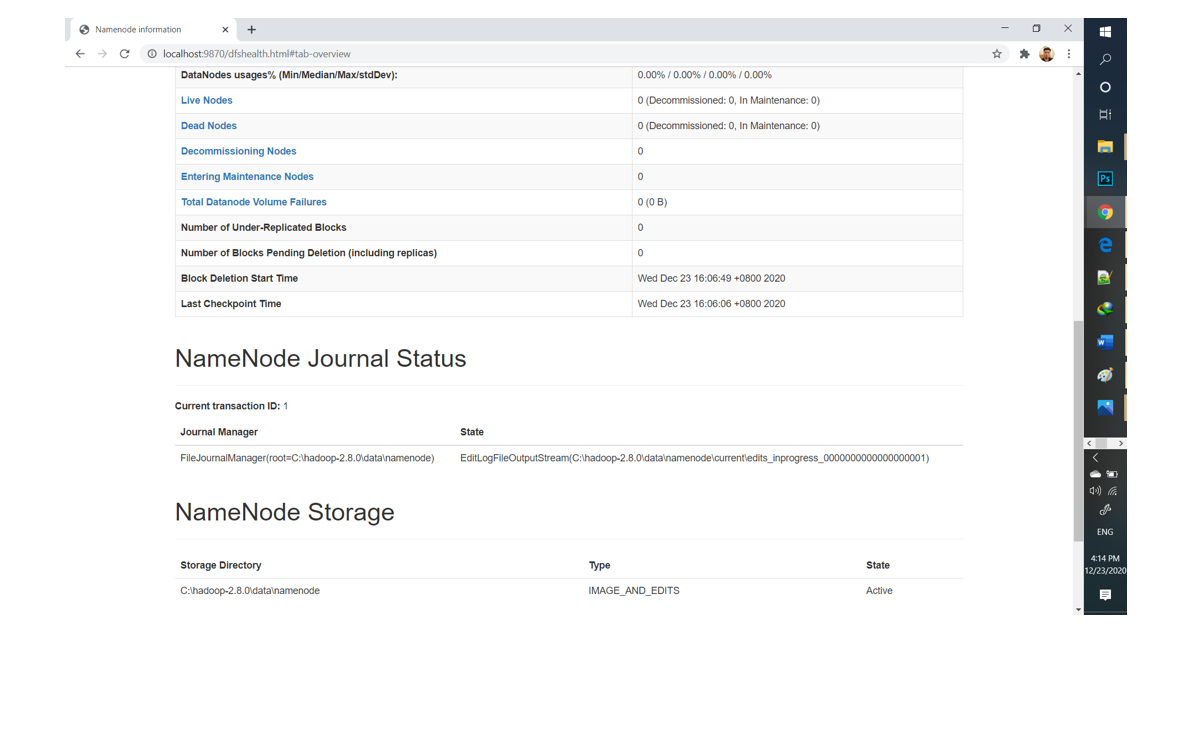 Namenode information
localhost:9870/dfshealth.html#tab-overview
DataNodes usages% (Min/Median/Max/stdDev): 0.00% / 0.00% / 0.00% / 0.00%
Live Nodes 0 (Decommissioned: 0, In Maintenance: 0)
Dead Nodes 0 (Decommissioned: 0, In Maintenance: 0)
Decommissioning Nodes 0
Entering Maintenance Nodes 0
Total Datanode Volume Failures 0 (0 B)
Number of Under-Replicated Blocks 0
Number of Blocks Pending Deletion (including replicas) 0
Block Deletion Start Time Wed Dec 23 16:06:49 +0800 2020
Last Checkpoint Time Wed Dec 23 16:06:06 +0800 2020
NameNode Journal Status
Current transaction ID: 1
Journal Manager State
FileJournalManager(root=C:\hadoop-2.8.0\data\namenode) EditLogFileOutputStream(C:\hadoop-2.8.0\data\namenode\current\edits_inprogress_0000000000000000001)
NameNode Storage
Storage Directory Type State
C:\hadoop-2.8.0\data\namenode IMAGE_AND_EDITS Active
Ps
W
ENG
4:14 PM
12/23/2020